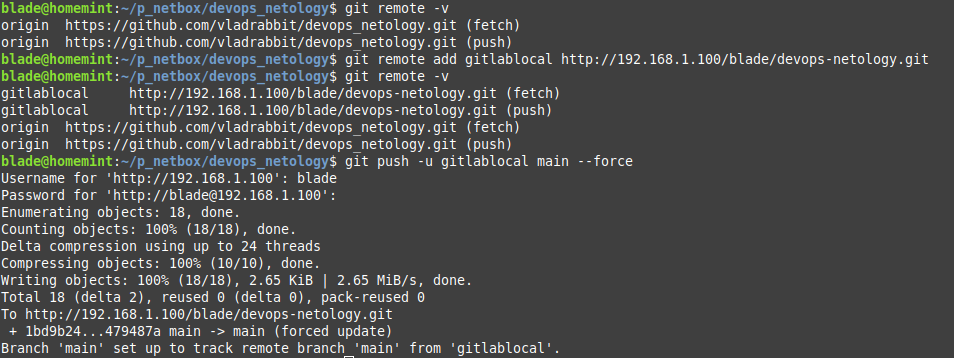 blade@homemint:~/p_netbox/devops_netology$ git remote -v
origin  https://github.com/vladrabbit/devops_netology.git (fetch)
origin  https://github.com/vladrabbit/devops_netology.git (push)
blade@homemint:~/p_netbox/devops_netology$ git remote add gitlablocal http://192.168.1.100/blade/devops-netology.git
blade@homemint:~/p_netbox/devops_netology$ git remote -v
gitlablocal     http://192.168.1.100/blade/devops-netology.git (fetch)
gitlablocal     http://192.168.1.100/blade/devops-netology.git (push)
origin  https://github.com/vladrabbit/devops_netology.git (fetch)
origin  https://github.com/vladrabbit/devops_netology.git (push)
blade@homemint:~/p_netbox/devops_netology$ git push -u gitlablocal main --force
Username for 'http://192.168.1.100': blade
Password for 'http://blade@192.168.1.100':
Enumerating objects: 18, done.
Counting objects: 100% (18/18), done.
Delta compression using up to 24 threads
Compressing objects: 100% (10/10), done.
Writing objects: 100% (18/18), 2.65 KiB | 2.65 MiB/s, done.
Total 18 (delta 2), reused 0 (delta 0), pack-reused 0
To http://192.168.1.100/blade/devops-netology.git
 + 1bd9b24...479487a main -> main (forced update)
Branch 'main' set up to track remote branch 'main' from 'gitlablocal'.